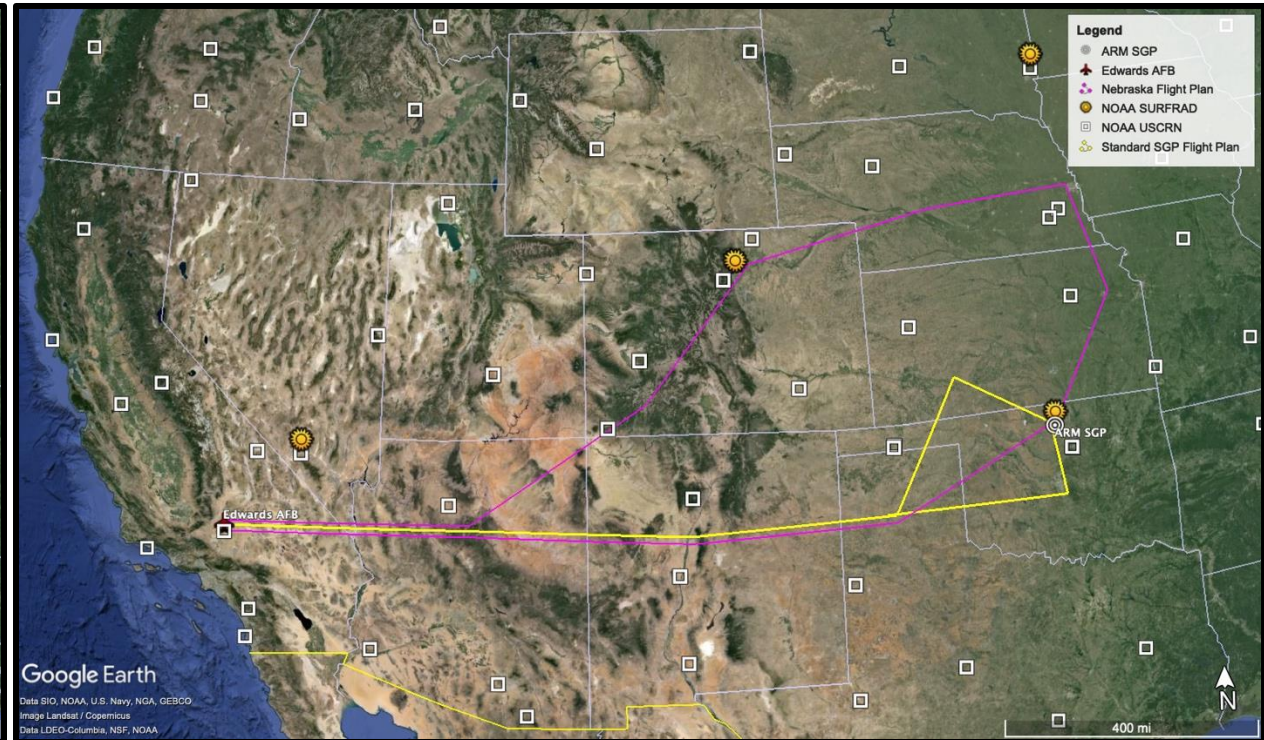 Legend
ARM SGP
Edwards AFB
Nebraska Flight Plan
NOAA SURFRAD
NOAA USCRN
Standard SGP Flight Plan
ARM SGP
Edwards AFB
Google Earth
Data SIO, NOAA, U.S. Navy, NGA, GEBCO
Image Landsat / Copernicus
Data LDEO-Columbia, NSF, NOAA
N
400 mi